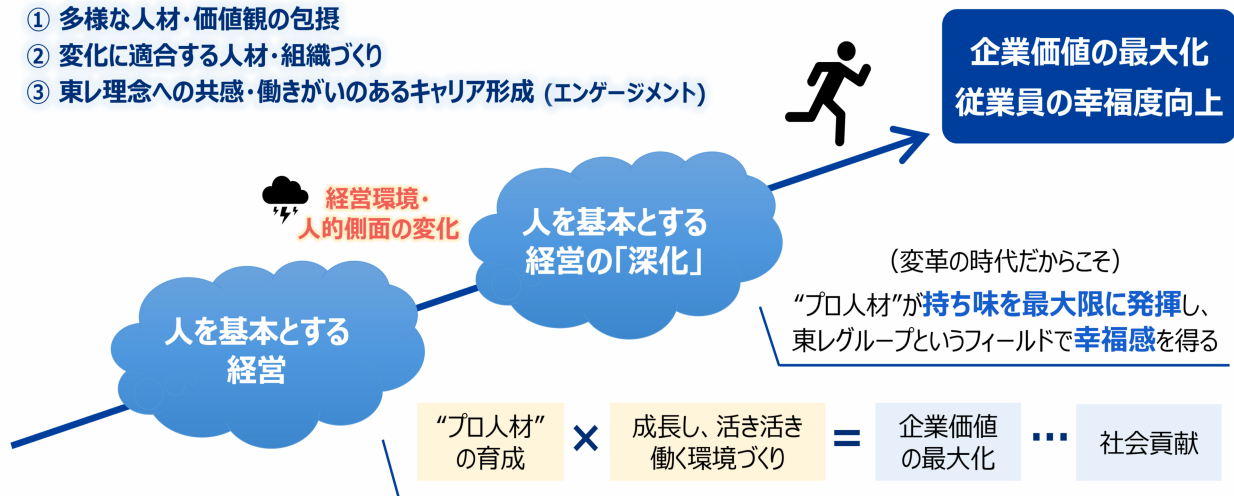 ① 多様な人材・価値観の包摂
② 変化に適合する人材・組織づくり
③ 東レ理念への共感・働きがいのあるキャリア形成 (エンゲージメント)
企業価値の最大化
従業員の幸福度向上
経営環境・
人的側面の変化
人を基本とする
経営の「深化」
(変革の時代だからこそ)
“プロ人材”が持ち味を最大限に発揮し、
東レグループというフィールドで幸福感を得る
人を基本とする
経営
“プロ人材”
の育成
×
成長し、活き活き
働く環境づくり
=
企業価値
の最大化
…
社会貢献